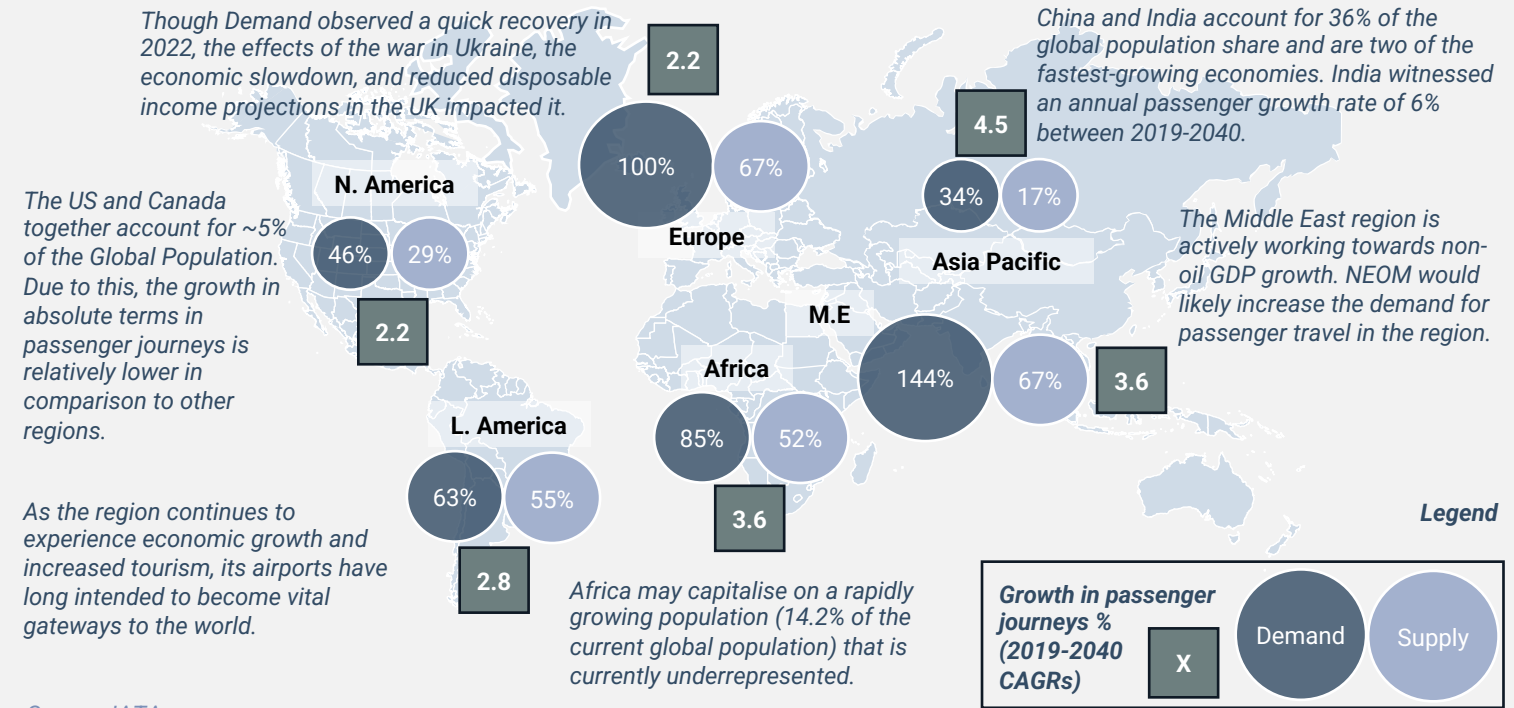 Though Demand observed a quick recovery in
2022, the effects of the war in Ukraine, the
economic slowdown, and reduced disposable
income projections in the UK impacted it.
2.2
100%
67%
Europe
China and India account for 36% of the
global population share and are two of the
fastest-growing economies. India witnessed
an annual passenger growth rate of 6%
between 2019-2040.
4.5
34%
17%
Asia Pacific
N. America
46%
29%
2.2
The US and Canada
together account for ~5%
of the Global Population.
Due to this, the growth in
absolute terms in
passenger journeys is
relatively lower in
comparison to other
regions.
The Middle East region is
actively working towards non-
oil GDP growth. NEOM would
likely increase the demand for
passenger travel in the region.
M.E
144%
67%
3.6
Africa
85%
52%
3.6
L. America
63%
55%
2.8
As the region continues to
experience economic growth and
increased tourism, its airports have
long intended to become vital
gateways to the world.
Africa may capitalise on a rapidly
growing population (14.2% of the
current global population) that is
currently underrepresented.
Legend
Growth in passenger
journeys %
(2019-2040
CAGRs)
X
Demand
Supply